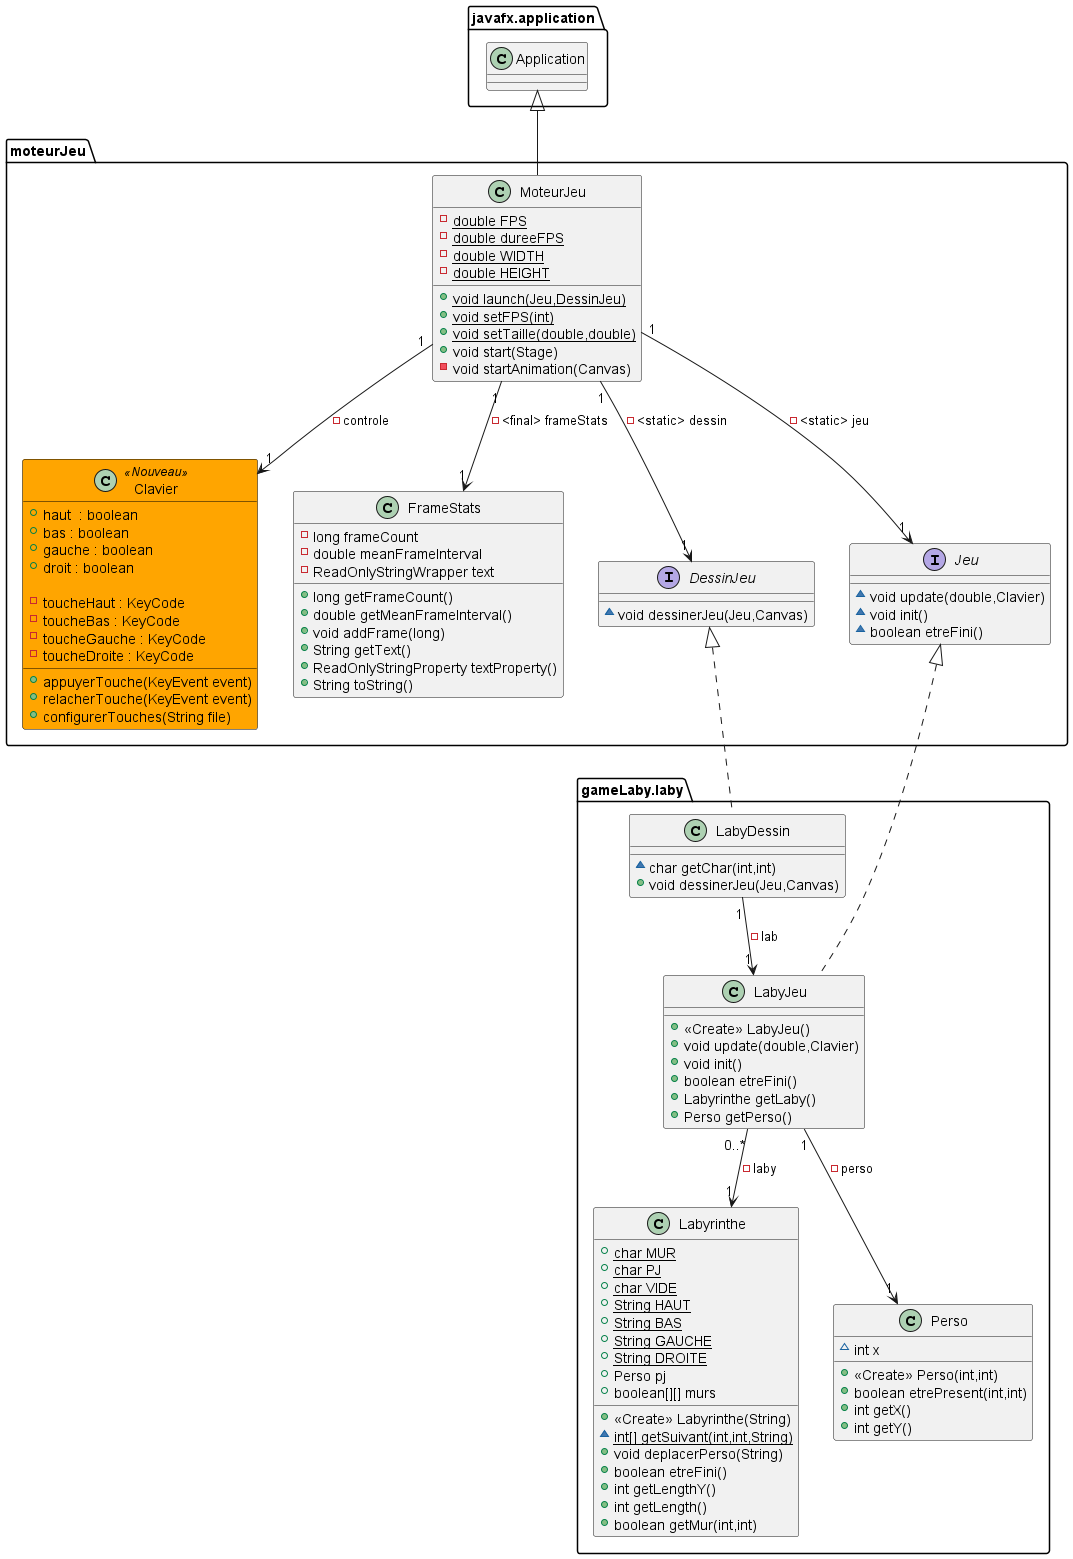 javafx.application
C Application
moteurJeu
C MoteurJeu
double FPS
double dureeFPS
double WIDTH
double HEIGHT
void launch(Jeu,DessinJeu)
void setFPS(int)
void setTaille(double,double)
void start(Stage)
void startAnimation(Canvas)
1
1
1
1
controle
<final> frameStats
<static> dessin
<static> jeu
1
1
1
1
C «Nouveau»
Clavier
haut : boolean
bas : boolean
gauche : boolean
droit : boolean
toucheHaut : KeyCode
toucheBas : KeyCode
toucheGauche : KeyCode
toucheDroite : KeyCode
appuyerTouche(KeyEvent event)
relacherTouche(KeyEvent event)
configurerTouches(String file)
C FrameStats
long frameCount
double meanFrameInterval
ReadOnlyStringWrapper text
long getFrameCount()
double getMeanFrameInterval()
void addFrame(long)
String getText()
ReadOnlyStringProperty textProperty()
String toString()
I DessinJeu
void dessinerJeu(Jeu,Canvas)
I Jeu
void update(double,Clavier)
void init()
boolean etreFini()
gameLaby.laby
C LabyDessin
char getChar(int,int)
void dessinerJeu(Jeu,Canvas)
1
lab
1
C LabyJeu
«Create» LabyJeu()
void update(double,Clavier)
void init()
boolean etreFini()
Labyrinthe getLaby()
Perso getPerso()
0..*
1
laby
perso
1
1
C Labyrinthe
char MUR
char PJ
char VIDE
String HAUT
String BAS
String GAUCHE
String DROITE
Perso pj
boolean[][] murs
«Create» Labyrinthe(String)
int[] getSuivant(int,int,String)
void deplacerPerso(String)
boolean etreFini()
int getLengthY()
int getLength()
boolean getMur(int,int)
C Perso
int x
«Create» Perso(int,int)
boolean etrePresent(int,int)
int getX()
int getY()